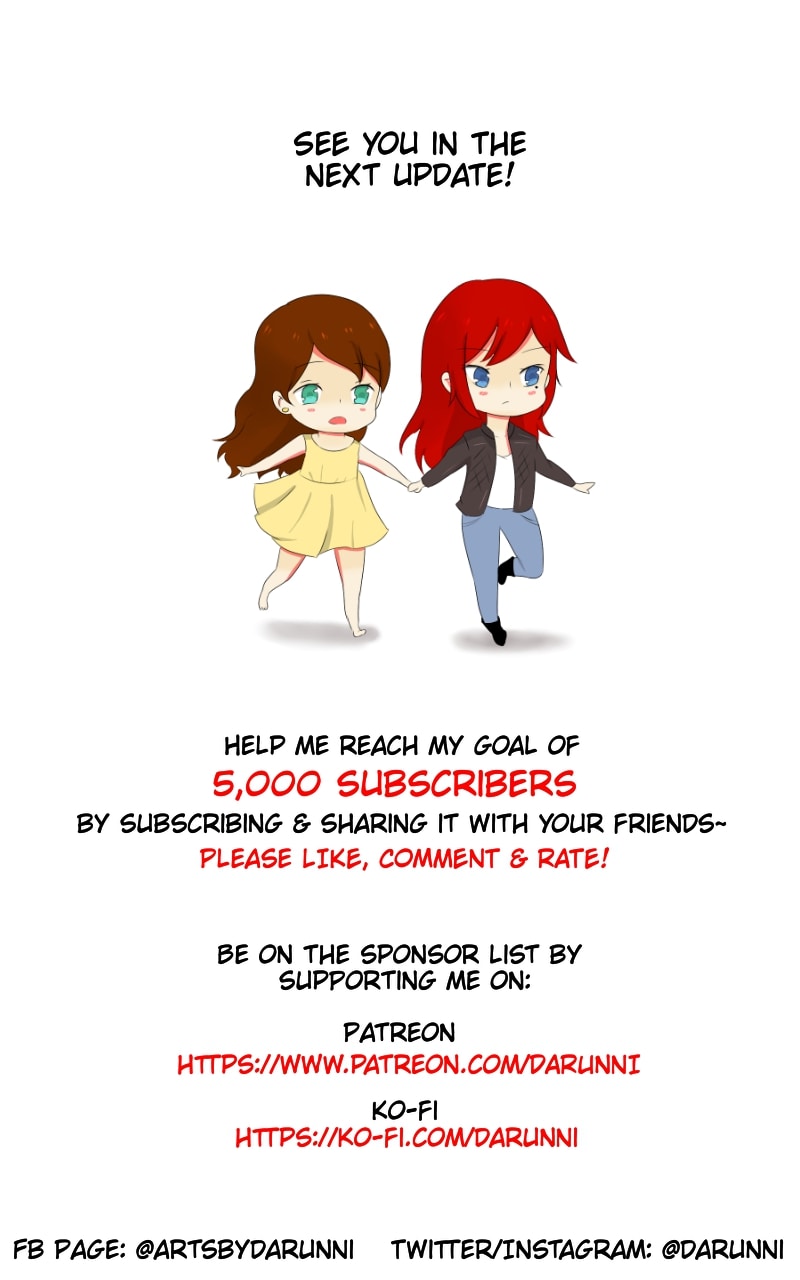 SEE YOU IN THE
NEXT UPDATE!
HELP ME REACH MY GOAL OF
5,000 SUBSCRIBERS
BY SUBSCRIBING & SHARING IT WITH YOUR FRIENDS~
PLEASE LIKE, COMMENT & RATE!
BE ON THE SPONSOR LIST BY
SUPPORTING ME ON:
PATREON
HTTPS://WWW.PATREON.COM/DARUNNI
KO-FI
HTTPS://KO-FI.COM/DARUNNI
FB PAGE: @ARTSBYDARUNNI TWITTER/INSTAGRAM: @DARUNNI